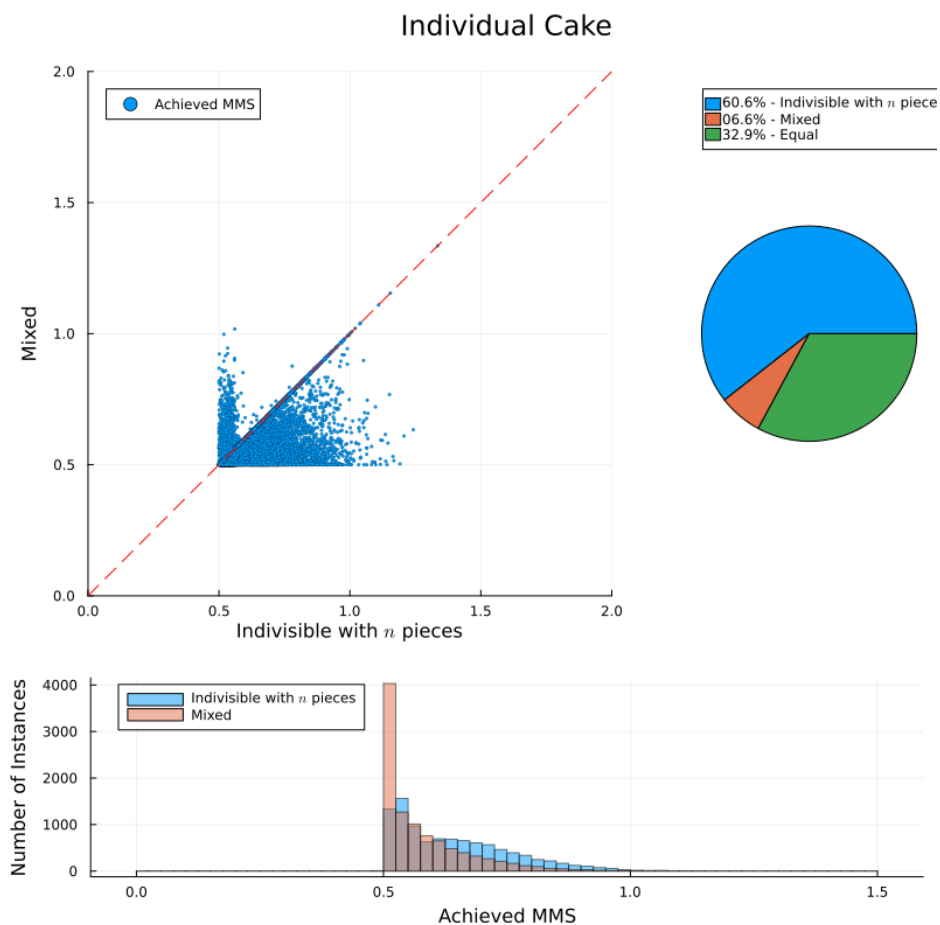 Individual Cake
2.0
1.5
1.0
0.5
0.0
Mixed
Achieved MMS
0.0
0.5
1.0
1.5
2.0
Indivisible with n pieces
60.6% - Indivisible with n piece
06.6% - Mixed
32.9% - Equal
Number of Instances
4000
3000
2000
1000
0
Indivisible with n pieces
Mixed
0.0
0.5
1.0
1.5
Achieved MMS